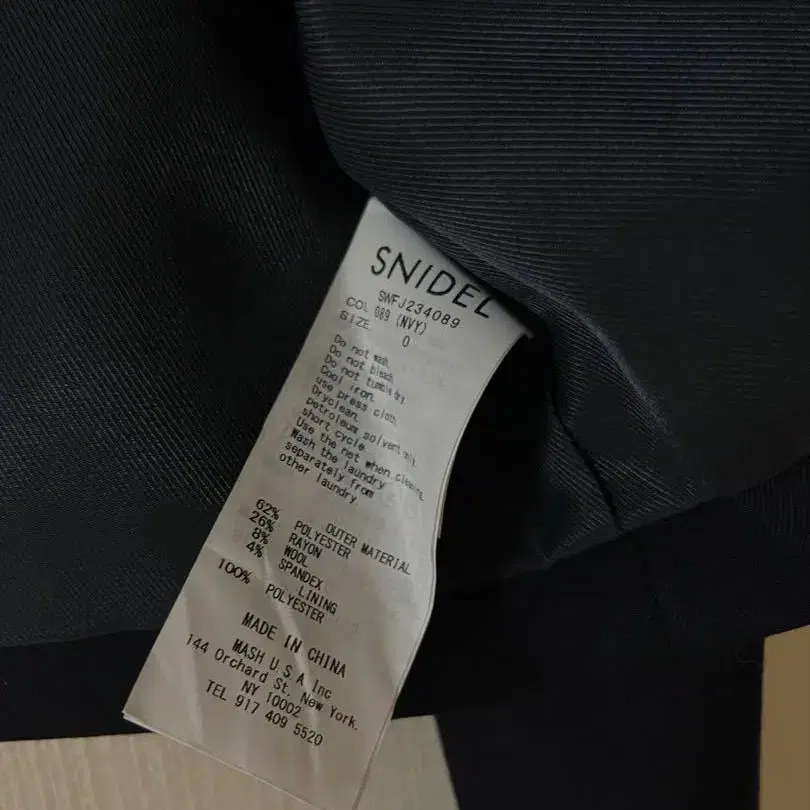 SNIDEL
SWFJ234089
COL 089 (NVY)
SIZE 0
Do not wash.
Do not bleach.
Do not tumble dry.
Cool iron.
use press cloth.
Dryclean.
petroleum solvent only.
short cycle
Use the net when cleaning.
Wash the laundry
separately from
other laundry.
OUTER MATERIAL
62% POLYESTER
26% RAYON
8% WOOL
4% SPANDEX
LINING
100% POLYESTER
MADE IN CHINA
MASH U.S.A Inc
144 Orchard St, New York.
NY 10002
TEL 917 409 5520